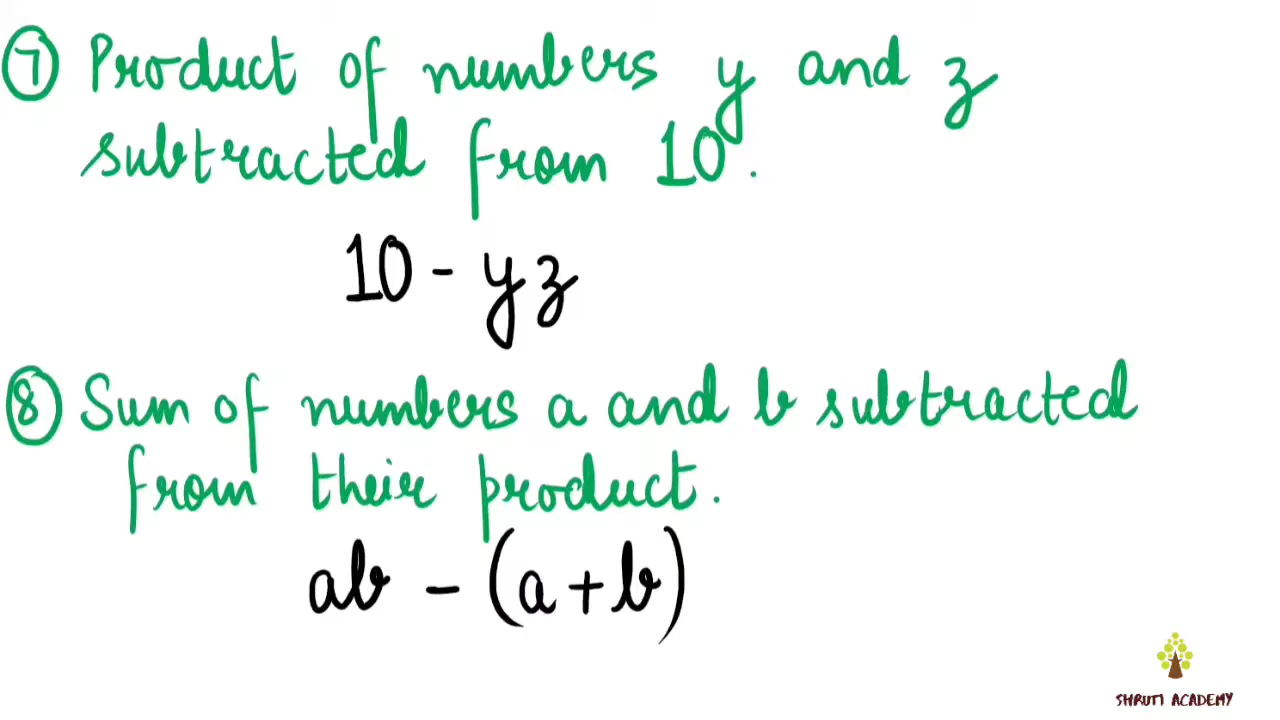 ⑦ Product of numbers y and z
subtracted from 10.
10 - yz
⑧ Sum of numbers a and b subtracted
from their product.
ab - (a+b)
SHRUTI ACADEMY